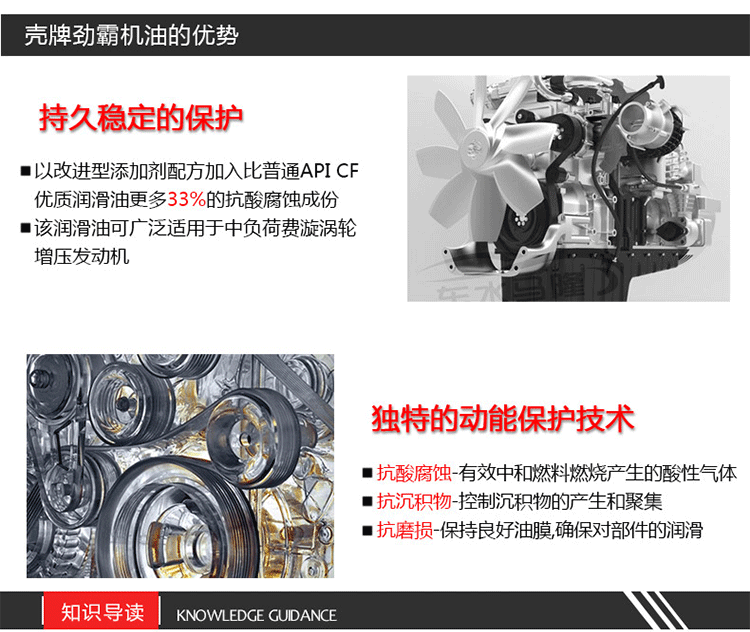 壳牌劲霸机油的优势
持久稳定的保护
以改进型添加剂配方加入比普通API CF
优质润滑油更多33%的抗酸腐蚀成份
该润滑油可广泛适用于中负荷费漩涡轮
增压发动机
独特的动能保护技术
抗酸腐蚀-有效中和燃料燃烧产生的酸性气体
抗沉积物-控制沉积物的产生和聚集
抗磨损-保持良好油膜,确保对部件的润滑
知识导读 KNOWLEDGE GUIDANCE